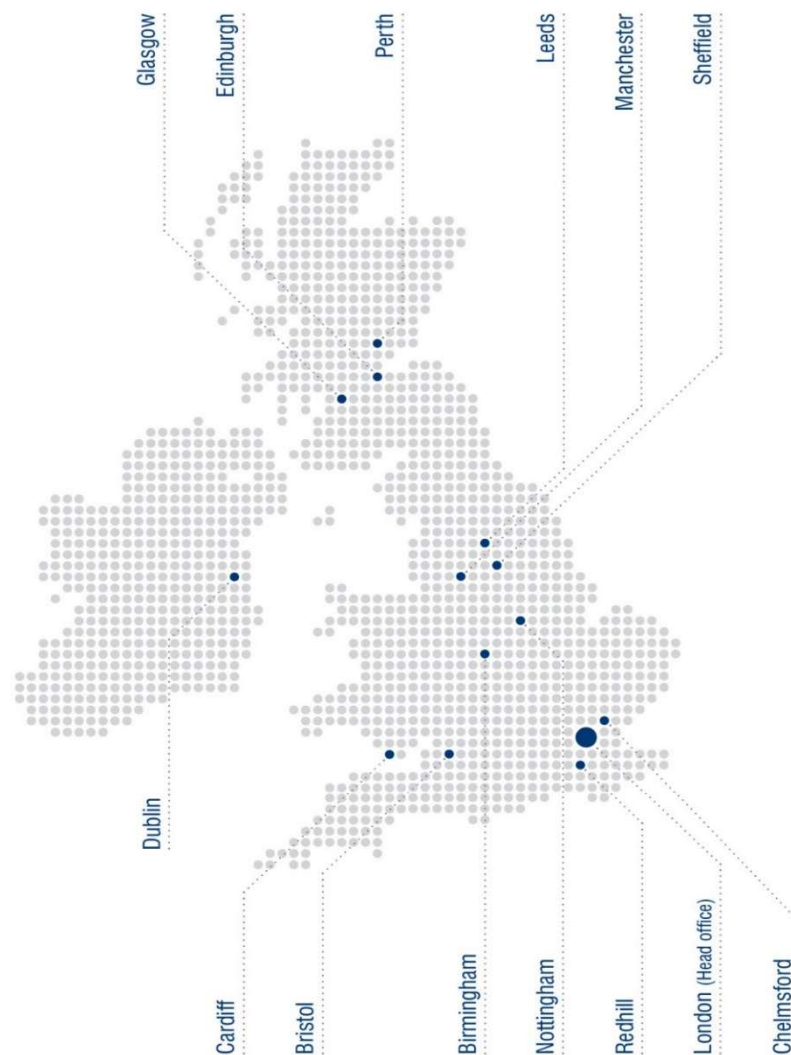 Glasgow
Edinburgh
Perth
Leeds
Manchester
Sheffield
Dublin
Cardiff
Bristol
Birmingham
Nottingham
Redhill
London (Head office)
Chelmsford